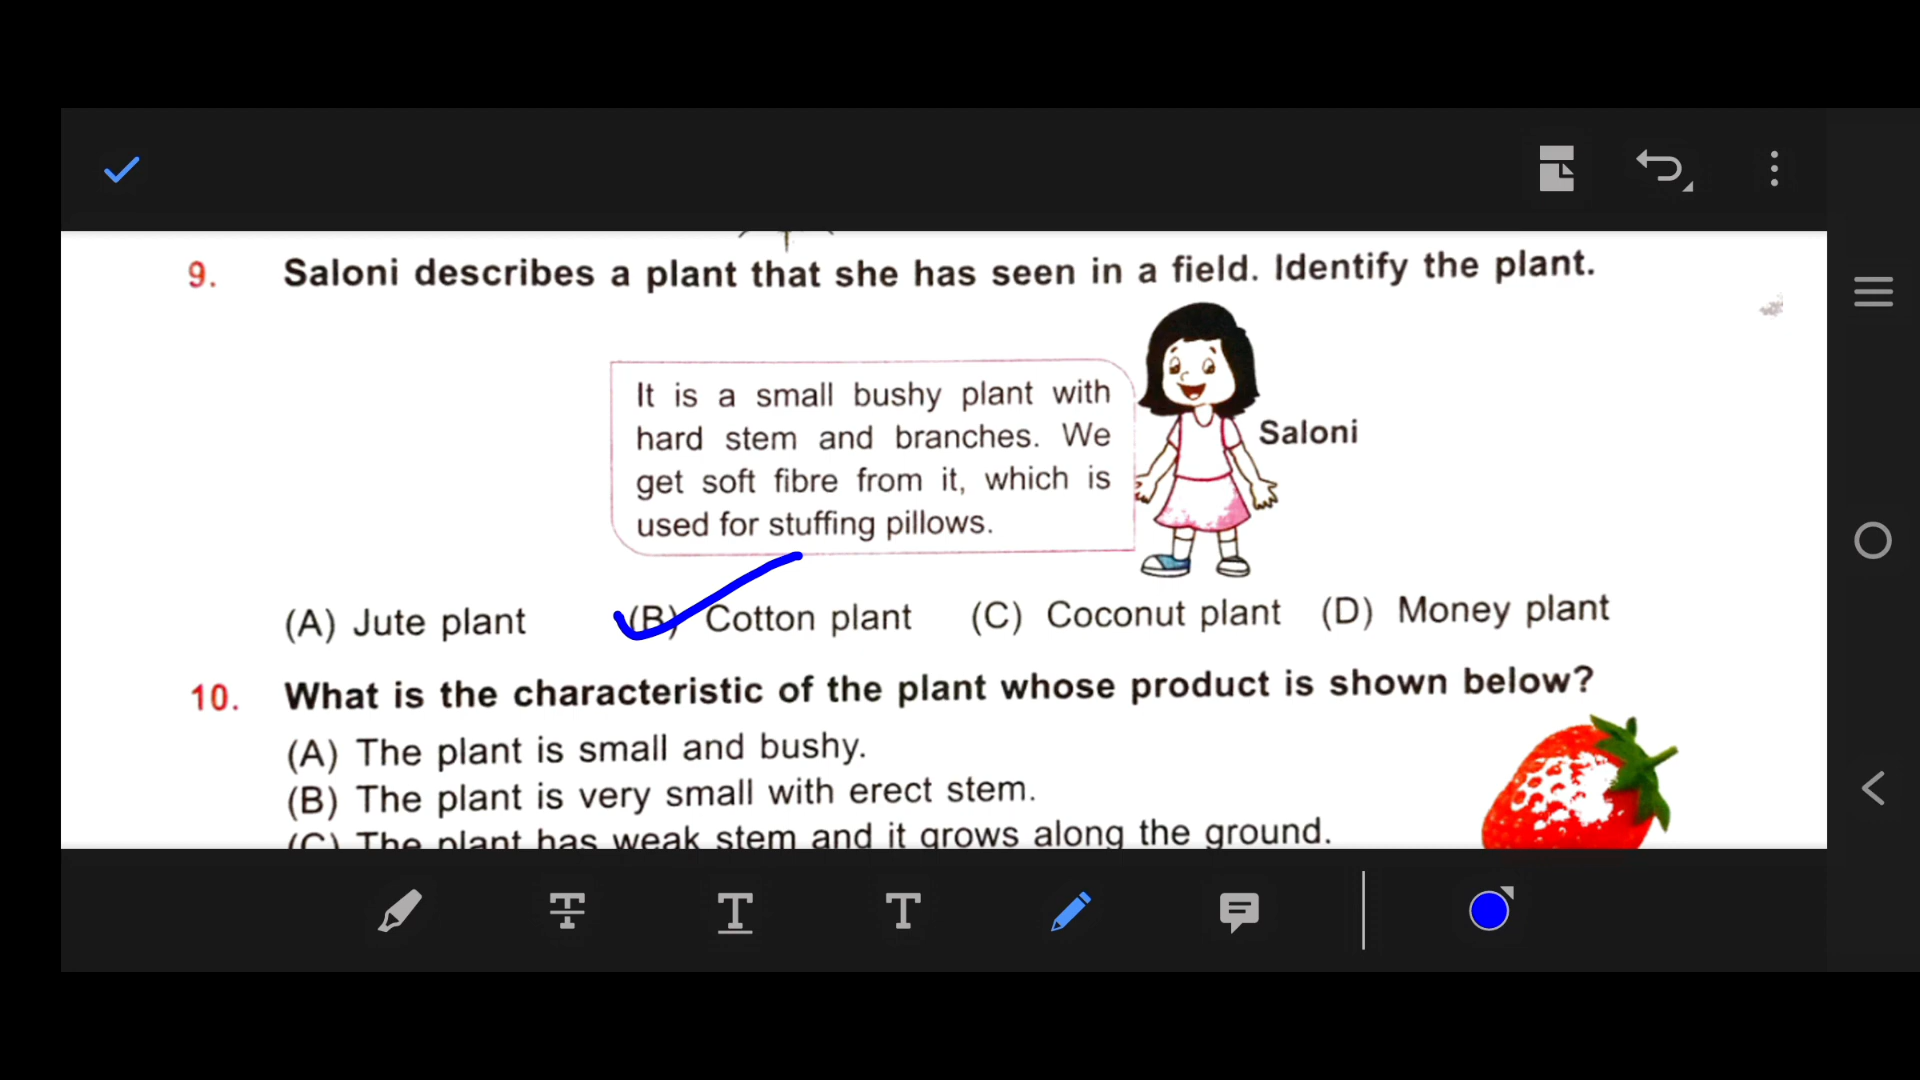 9. Saloni describes a plant that she has seen in a field. Identify the plant.
It is a small bushy plant with
hard stem and branches. We
get soft fibre from it, which is
used for stuffing pillows.
Saloni
(A) Jute plant (B) Cotton plant (C) Coconut plant (D) Money plant
10. What is the characteristic of the plant whose product is shown below?
(A) The plant is small and bushy.
(B) The plant is very small with erect stem.
(C) The plant has weak stem and it grows along the ground.